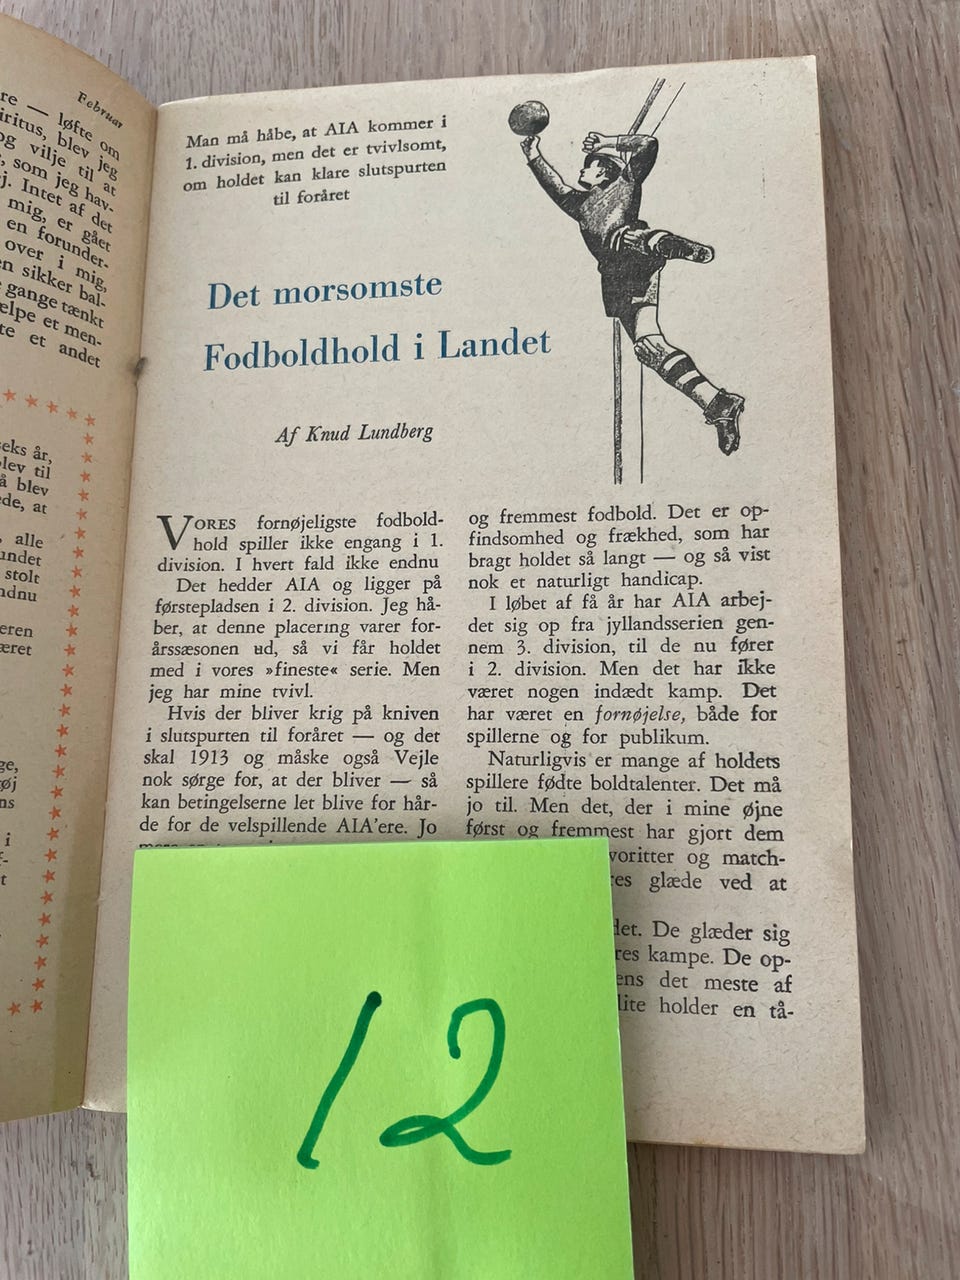 Februar
re — løfte om
iritus, blev jeg
og vilje til at
, som jeg hav-
j. Intet af det
mig, er gået
en forunder-
over i mig,
en sikker bal-
gange tænkt
ælpe et men-
te et andet
seks år,
blev til
å blev
ede, at
, alle
undet
stolt
ndnu
eren
æret
ge,
øj
ns
i
f-
t
Man må håbe, at AIA kommer i
1. division, men det er tvivlsomt,
om holdet kan klare slutspurten
til foråret
Det morsomste
Fodboldhold i Landet
Af Knud Lundberg
VORES fornøjeligste fodbold-
hold spiller ikke engang i 1.
division. I hvert fald ikke endnu
Det hedder AIA og ligger på
førstepladsen i 2. division. Jeg hå-
ber, at denne placering varer for-
årssæsonen ud, så vi får holdet
med i vores »fineste« serie. Men
jeg har mine tvivl.
Hvis der bliver krig på kniven
i slutspurten til foråret — og det
skal 1913 og måske også Vejle
nok sørge for, at der bliver — så
kan betingelserne let blive for hår-
de for de velspillende AIA'ere. Jo
og fremmest fodbold. Det er op-
findsomhed og frækhed, som har
bragt holdet så langt — og så vist
nok et naturligt handicap.
I løbet af få år har AIA arbej-
det sig op fra jyllandsserien gen-
nem 3. division, til de nu fører
i 2. division. Men det har ikke
været nogen indædt kamp. Det
har været en fornøjelse, både for
spillerne og for publikum.
Naturligvis er mange af holdets
spillere fødte boldtalenter. Det må
jo til. Men det, der i mine øjne
først og fremmest har gjort dem
voritter og match-
res glæde ved at
det. De glæder sig
res kampe. De op-
ens det meste af
lite holder en tå-
12